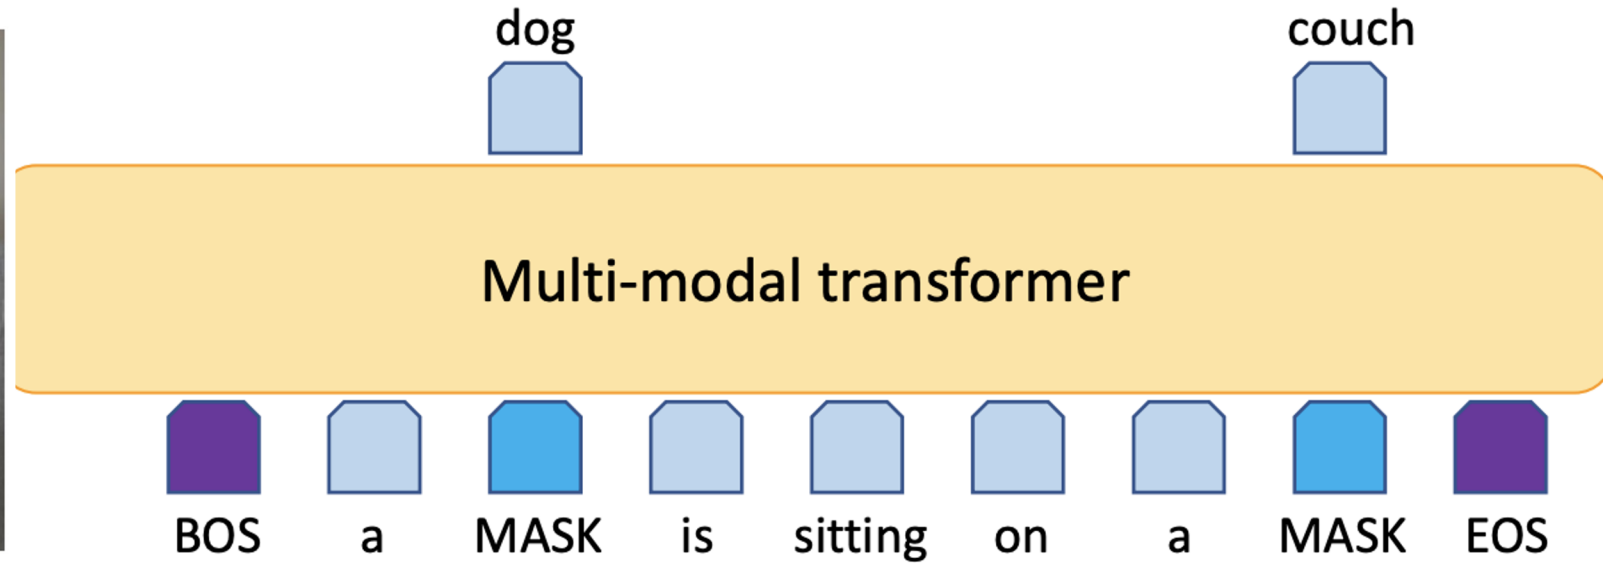 dog couch
Multi-modal transformer
BOS a MASK is sitting on a MASK EOS